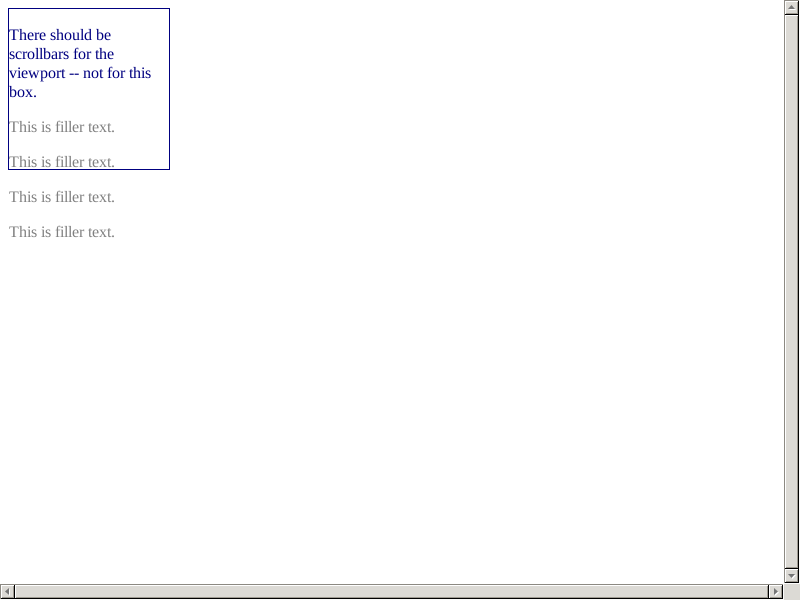 There should be
scrollbars for the
viewport -- not for this
box.
This is filler text.
This is filler text.
This is filler text.
This is filler text.